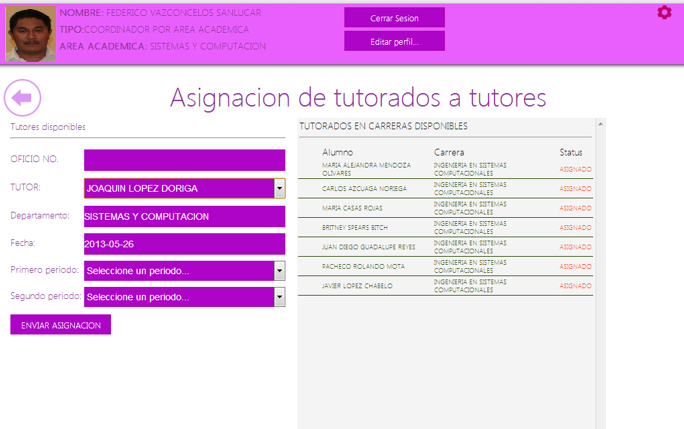 NOMBRE: FEDERICO VAZCONCELOS SANLUCAR
TIPO:COORDINADOR POR AREA ACADEMICA
AREA ACADEMICA: SISTEMAS Y COMPUTACION
Cerrar Sesion
Editar perfil...
Asignacion de tutorados a tutores
Tutores disponibles
OFICIO NO.
TUTOR: JOAQUIN LOPEZ DORIGA
Departamento: SISTEMAS Y COMPUTACION
Fecha: 2013-05-26
Primero periodo: Seleccione un periodo...
Segundo periodo: Seleccione un periodo...
ENVIAR ASIGNACION
TUTORADOS EN CARRERAS DISPONIBLES
Alumno Carrera Status
MARIA ALEJANDRA MENDOZA INGENIERIA EN SISTEMAS
OLIVARES COMPUTACIONALES ASIGNADO
CARLOS AZCUAGA NORIEGA INGENIERIA EN SISTEMAS
COMPUTACIONALES ASIGNADO
MARIA CASAS ROJAS INGENIERIA EN SISTEMAS
COMPUTACIONALES ASIGNADO
BRITNEY SPEARS BITCH INGENIERIA EN SISTEMAS
COMPUTACIONALES ASIGNADO
JUAN DIEGO GUADALUPE REYES INGENIERIA EN SISTEMAS
COMPUTACIONALES ASIGNADO
PACHECO ROLANDO MOTA INGENIERIA EN SISTEMAS
COMPUTACIONALES ASIGNADO
JAVIER LOPEZ CHABELO INGENIERIA EN SISTEMAS
COMPUTACIONALES ASIGNADO